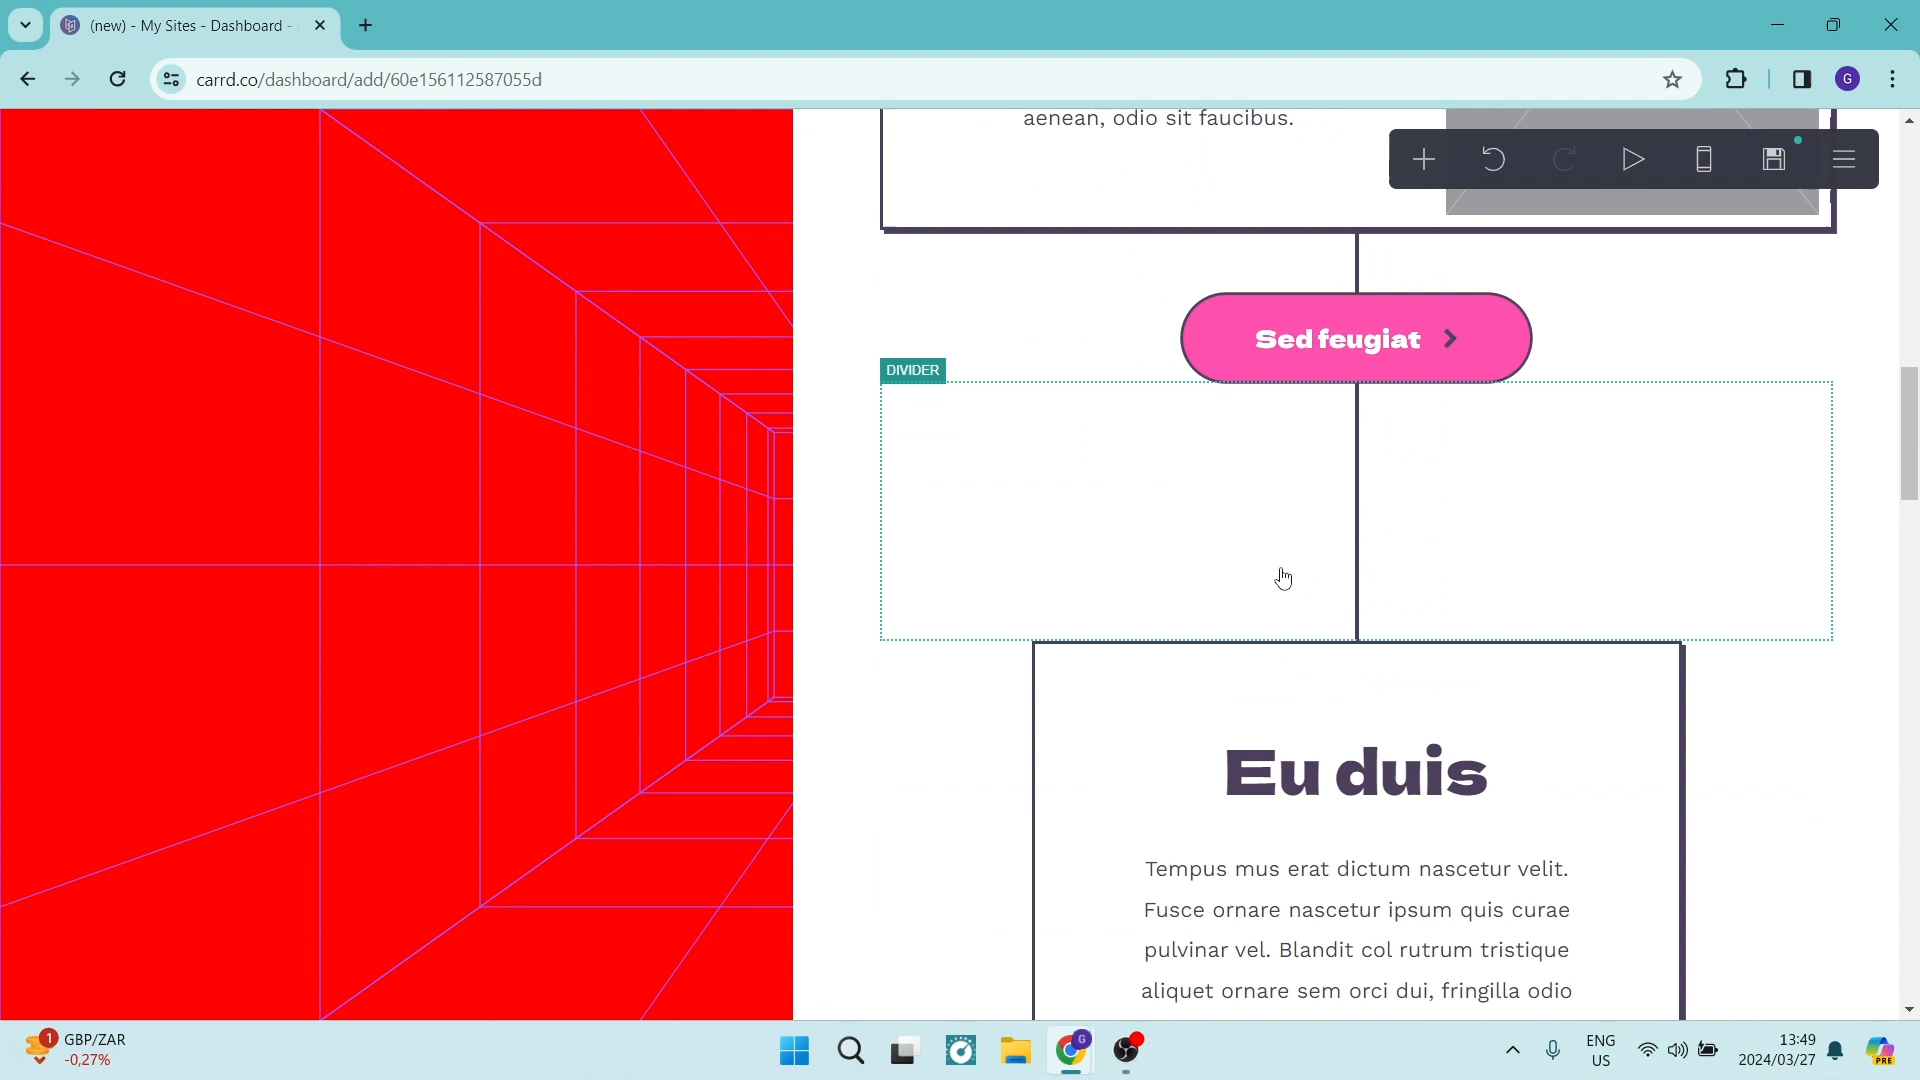 (new) - My Sites - Dashboard -
carrd.co/dashboard/add/60e156112587055d
G
aenean, odio sit faucibus.
Sed feugiat
DIVIDER
Eu duis
Tempus mus erat dictum nascetur velit.
Fusce ornare nascetur ipsum quis curae
pulvinar vel. Blandit col rutrum tristique
aliquet ornare sem orci dui, fringilla odio
1
GBP/ZAR
-0,27%
G
ENG
US
13:49
2024/03/27
PRE